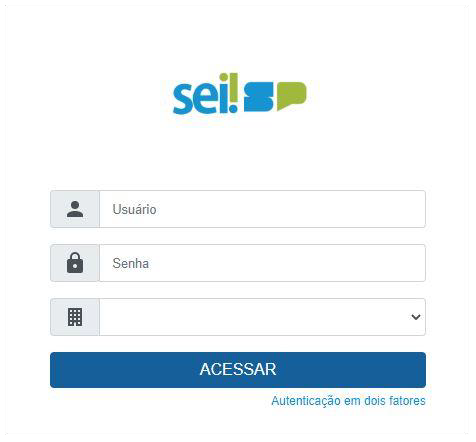 sei! SP
Usuário
Senha
ACESSAR
Autenticação em dois fatores